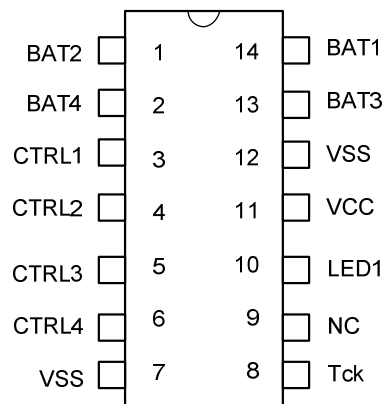 BAT2 1 14 BAT1
BAT4 2 13 BAT3
CTRL1 3 12 VSS
CTRL2 4 11 VCC
CTRL3 5 10 LED1
CTRL4 6 9 NC
VSS 7 8 Tck